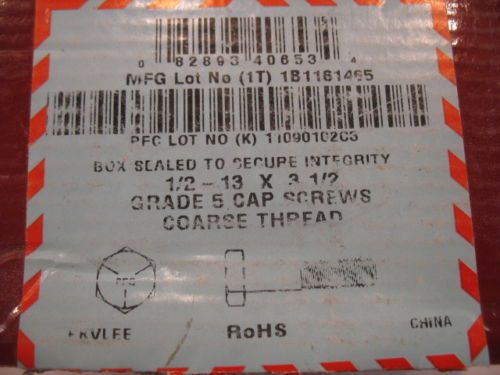 0 82893 40653 4
MFG Lot No (1T) 1B1161465
PFC LOT NO (K) 1109010203
BOX SEALED TO SECURE INTEGRITY
1/2 - 13 X 3 1/2
GRADE 5 CAP SCREWS
COARSE THREAD
PFC
RoHS
CHINA